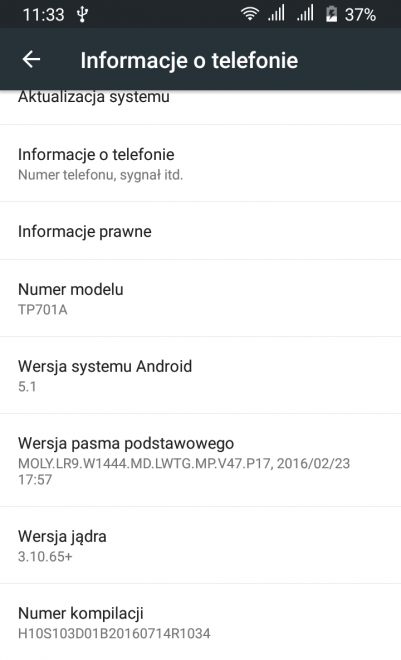 11:33 37%
Informacje o telefonie
Aktualizacja systemu
Informacje o telefonie
Numer telefonu, sygnał itd.
Informacje prawne
Numer modelu
TP701A
Wersja systemu Android
5.1
Wersja pasma podstawowego
MOLY.LR9.W1444.MD.LWTG.MP.V47.P17, 2016/02/23
17:57
Wersja jądra
3.10.65+
Numer kompilacji
H10S103D01B20160714R1034